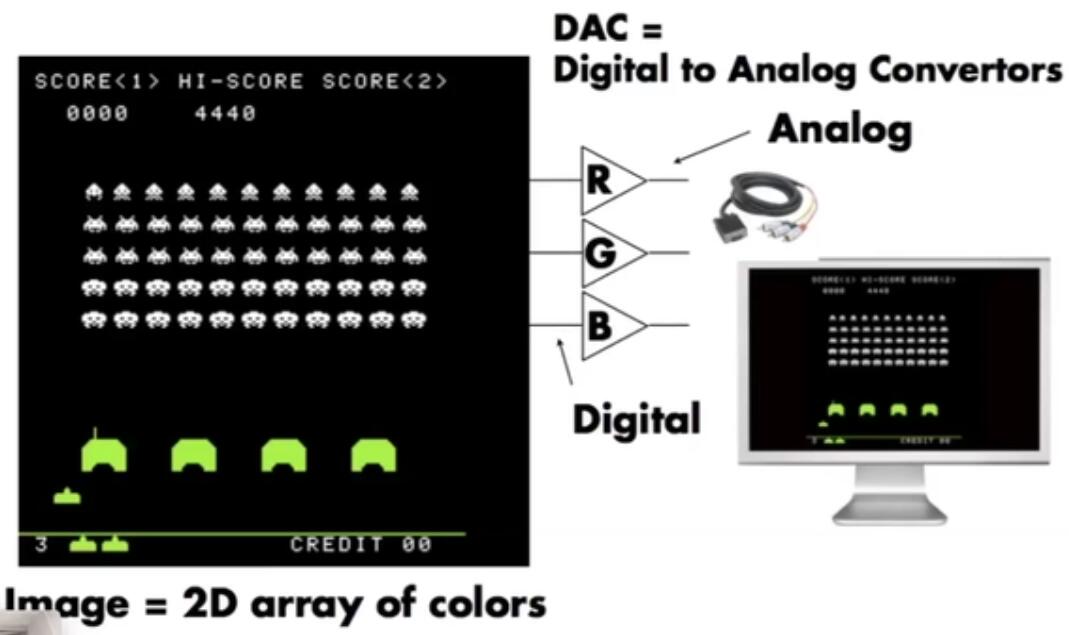 DAC =
Digital to Analog Convertors
SCORE<1> HI-SCORE SCORE<2>
0000 4440
Analog
R
G
B
Digital
SCORE<1> HI-SCORE SCORE<2>
0000 4440
3 CREDIT 00
3 CREDIT 00
Image = 2D array of colors